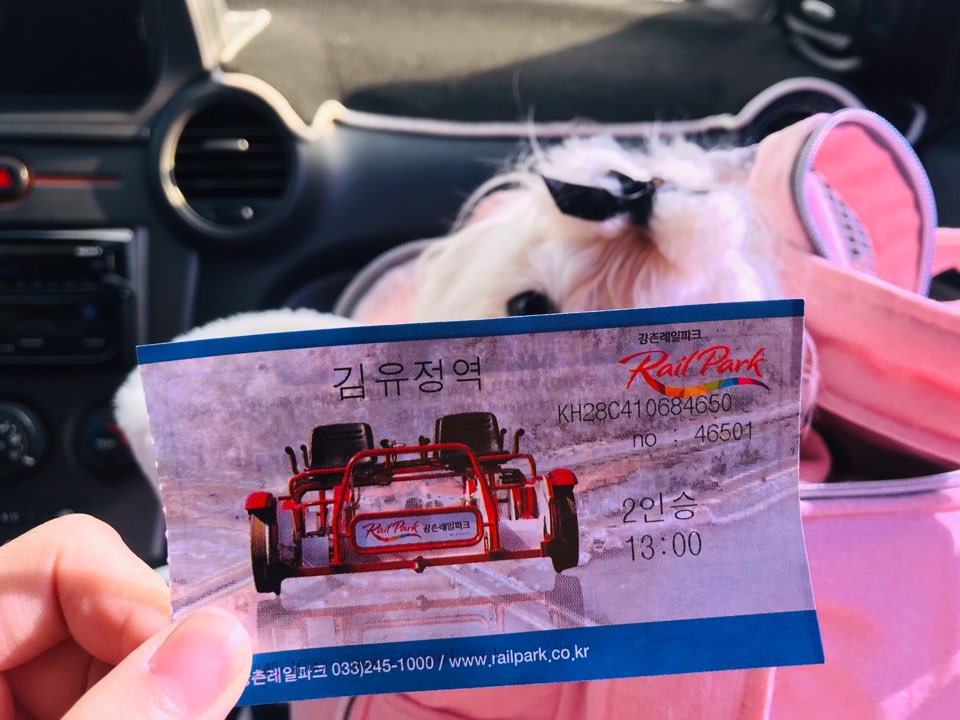 강촌레일파크
Rail Park
김유정역
KH28C410684650
no : 46501
2인승
13:00
Rail Park 강촌레일파크
강촌레일파크 033)245-1000 / www.railpark.co.kr